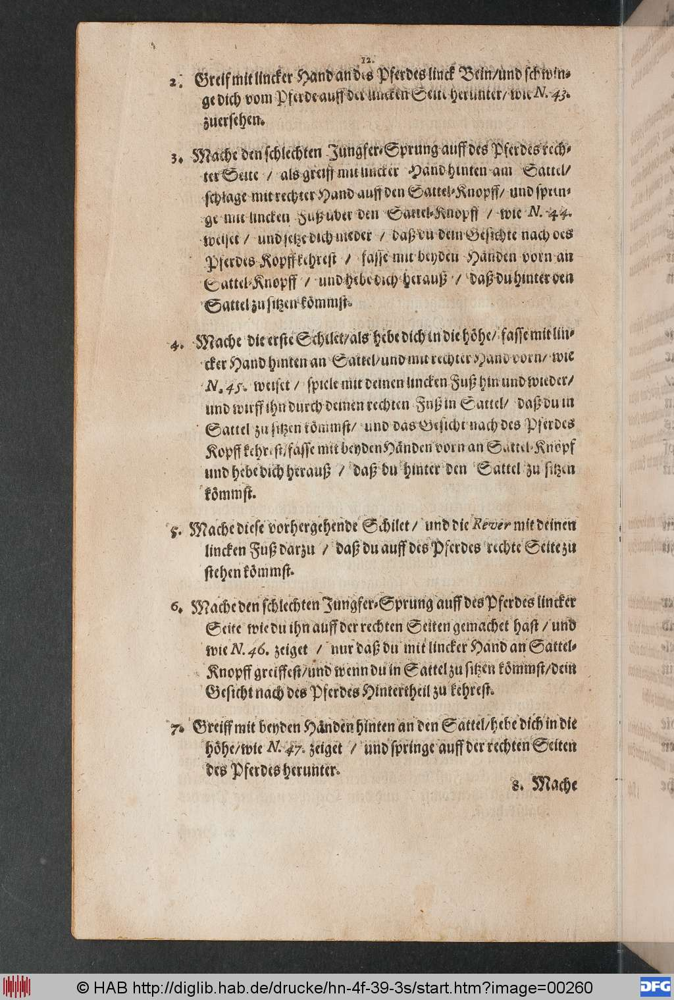 12.
2. Greif mit lincker Hand an des Pferdes linck Bein/und schwin-
ge dich vom Pferde auff der lincken Seite herunter/ wie N. 43.
zuersehen.
3. Mache den schlechten Jungfer-Sprung auff des Pferdes rech-
ter Seite / als greiff mit lincker Hand hinten am Sattel/
schlage mit rechter Hand auff den Sattel-Knopff/ und sprin-
ge mit lincken Fuß über den Sattel-Knopff / wie N. 44.
weiset / und setze dich nieder / daß du dein Gesichte nach des
Pferdes Kopff kehrest / fasse mit beyden Händen vorn an
Sattel-Knopff / und hebe dich herauß / daß du hinter den
Sattel zu sitzen kömmst.
4. Mache die erste Schilet/als hebe dich in die höhe/ fasse mit lin-
cker Hand hinten an Sattel/und mit rechter Hand vorn/ wie
N. 45. weiset / spiele mit deinen lincken Fuß hin und wieder/
und wirff ihn durch deinen rechten Fuß in Sattel/ daß du in
Sattel zu sitzen kömmst/ und das Gesicht nach des Pferdes
Kopff kehrest/fasse mit beyden Händen vorn an Sattel-Knopf
und hebe dich herauß / daß du hinter den Sattel zu sitzen
kömmst.
5. Mache diese vorhergehende Schilet/ und die Rever mit deinen
lincken Fuß darzu / daß du auff des Pferdes rechte Seite zu
stehen kömmst.
6. Mache den schlechten Jungfer-Sprung auff des Pferdes lincker
Seite wie du ihn auff der rechten Seiten gemachet hast / und
wie N. 46. zeiget / nur daß du mit lincker Hand an Sattel-
Knopff greiffest/und wenn du in Sattel zu sitzen kömmst/dein
Gesicht nach des Pferdes Hintertheil zu kehrest.
7. Greiff mit beyden Händen hinten an den Sattel/hebe dich in die
höhe/wie N. 47. zeiget / und springe auff der rechten Seiten
des Pferdes herunter.
8. Mache
© HAB http://diglib.hab.de/drucke/hn-4f-39-3s/start.htm?image=00260
DFG